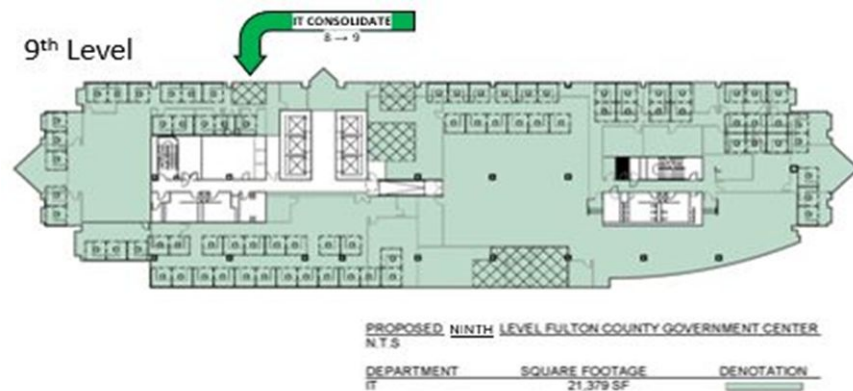 IT CONSOLIDATE
8 → 9
9th Level
PROPOSED NINTH LEVEL FULTON COUNTY GOVERNMENT CENTER
N.T.S
DEPARTMENT SQUARE FOOTAGE DENOTATION
IT 21,379 SF